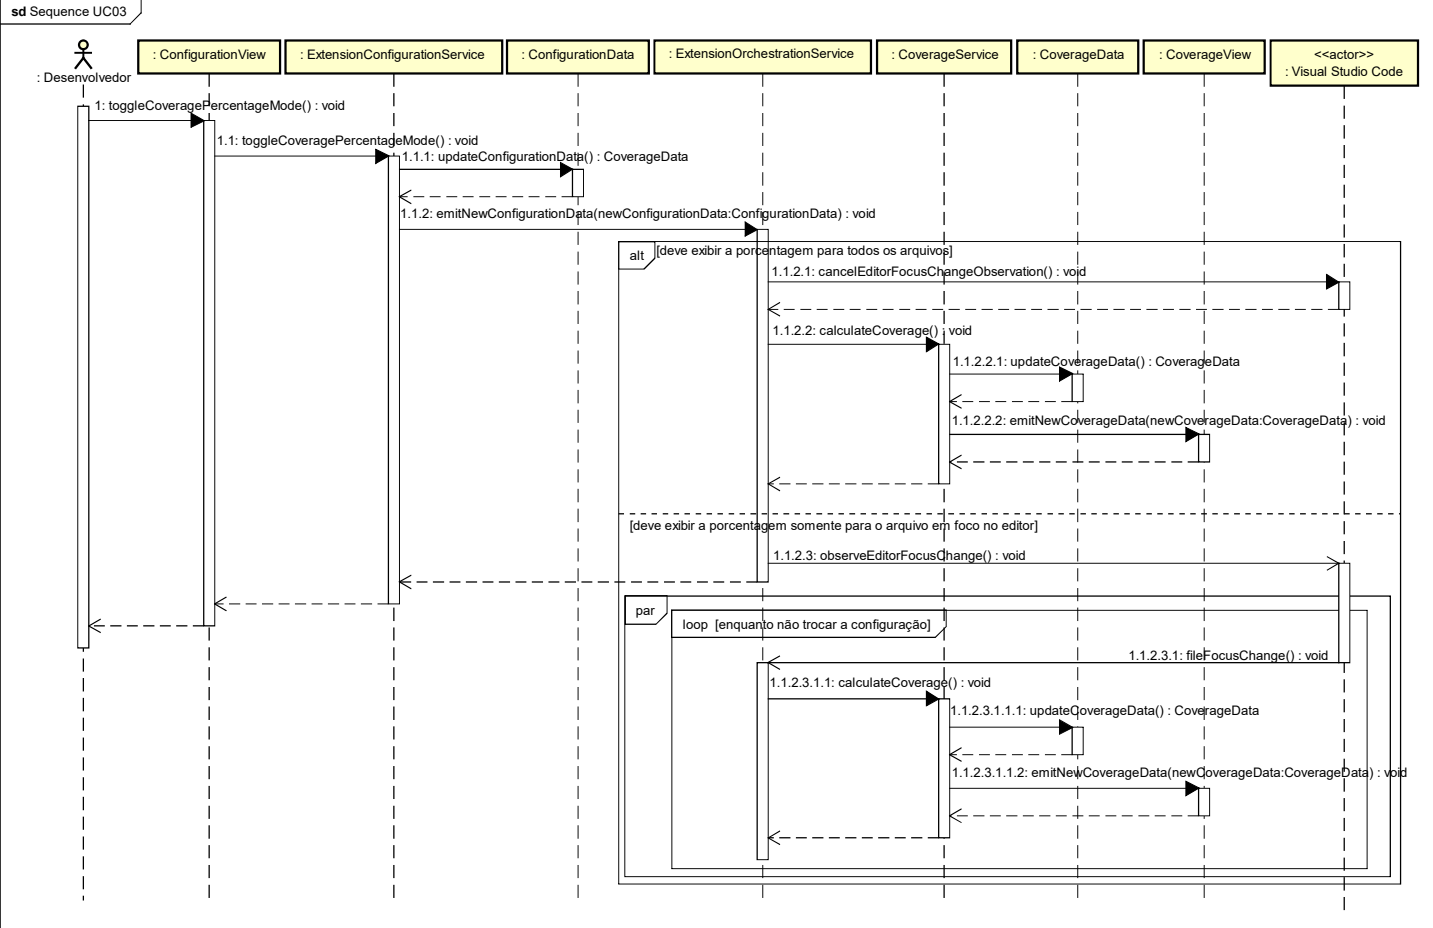 sd Sequence UC03
: Desenvolvedor
: ConfigurationView
: ExtensionConfigurationService
: ConfigurationData
: ExtensionOrchestrationService
: CoverageService
: CoverageData
: CoverageView
<<actor>>
: Visual Studio Code
1: toggleCoveragePercentageMode() : void
1.1: toggleCoveragePercentageMode() : void
1.1.1: updateConfigurationData() : CoverageData
1.1.2: emitNewConfigurationData(newConfigurationData:ConfigurationData) : void
alt
[deve exibir a porcentagem para todos os arquivos]
1.1.2.1: cancelEditorFocusChangeObservation() : void
1.1.2.2: calculateCoverage() : void
1.1.2.2.1: updateCoverageData() : CoverageData
1.1.2.2.2: emitNewCoverageData(newCoverageData:CoverageData) : void
[deve exibir a porcentagem somente para o arquivo em foco no editor]
1.1.2.3: observeEditorFocusChange() : void
par
loop [enquanto não trocar a configuração]
1.1.2.3.1: fileFocusChange() : void
1.1.2.3.1.1: calculateCoverage() : void
1.1.2.3.1.1.1: updateCoverageData() : CoverageData
1.1.2.3.1.1.2: emitNewCoverageData(newCoverageData:CoverageData) : void